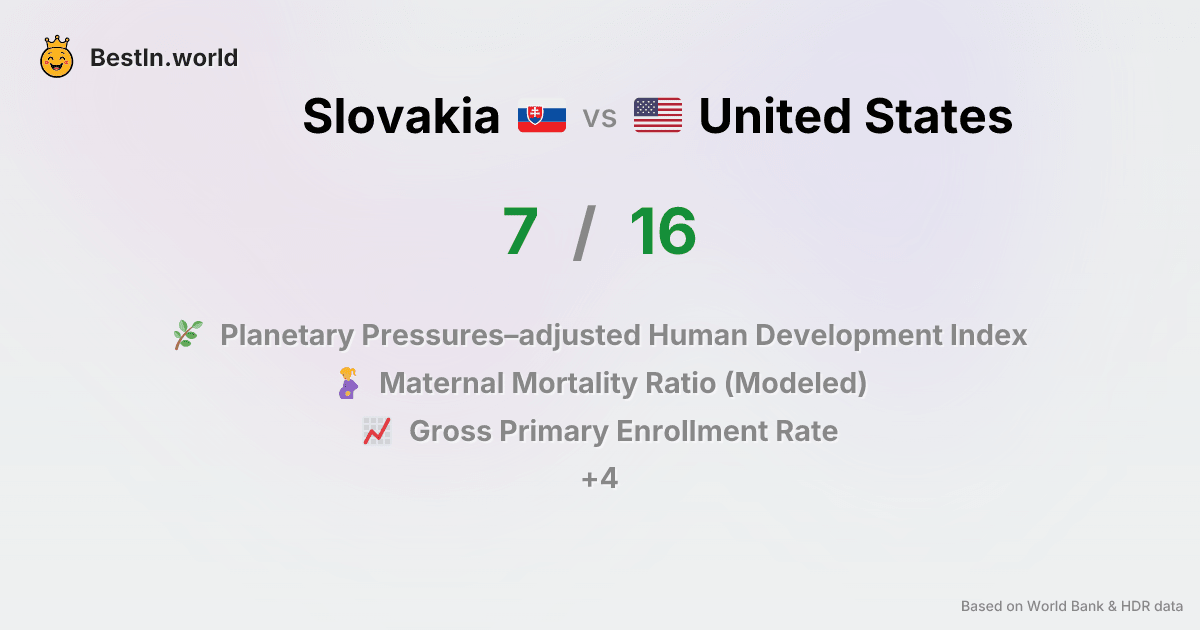 BestIn.world
Slovakia vs United States
7 / 16
Planetary Pressures–adjusted Human Development Index
Maternal Mortality Ratio (Modeled)
Gross Primary Enrollment Rate
+4
Based on World Bank & HDR data